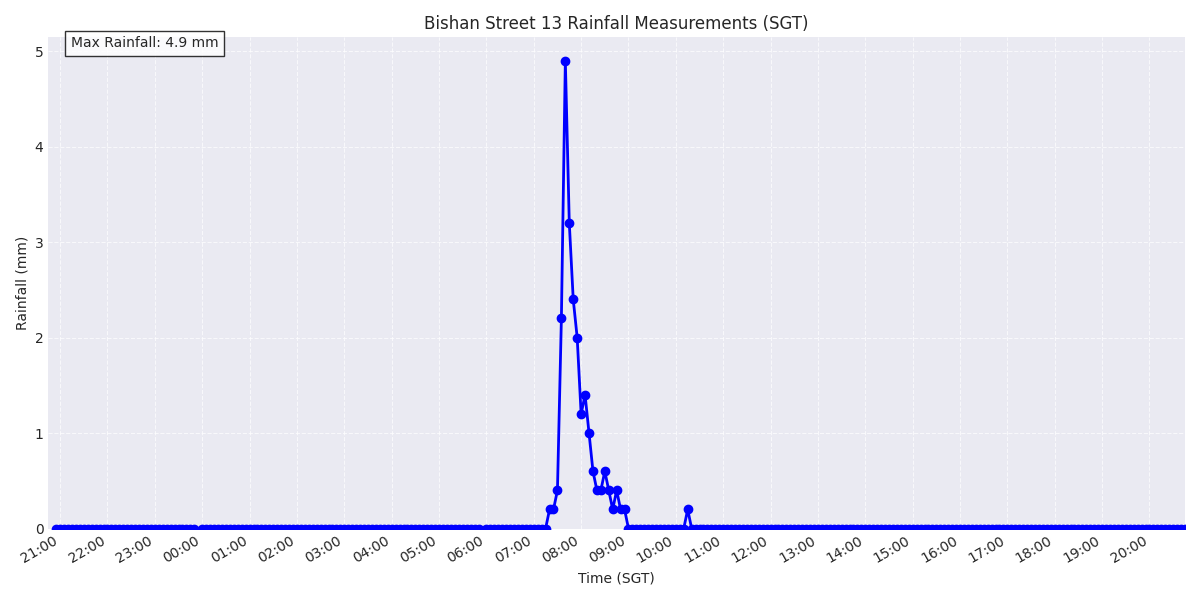 Bishan Street 13 Rainfall Measurements (SGT)
Max Rainfall: 4.9 mm
Rainfall (mm)
5
4
3
2
1
0
21:00 22:00 23:00 00:00 01:00 02:00 03:00 04:00 05:00 06:00 07:00 08:00 09:00 10:00 11:00 12:00 13:00 14:00 15:00 16:00 17:00 18:00 19:00 20:00
Time (SGT)